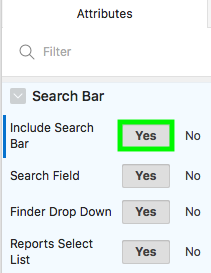 Attributes
Filter
Search Bar
Include Search
Bar
Yes No
Search Field Yes No
Finder Drop Down Yes No
Reports Select
List
Yes No